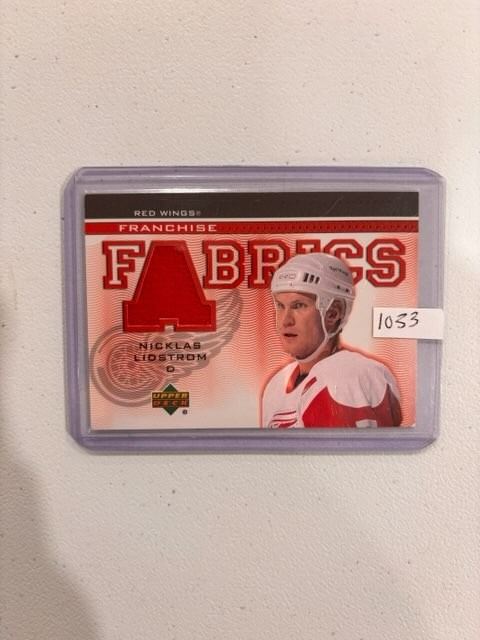 RED WINGS®
FRANCHISE
FABRICS
1033
NICKLAS
LIDSTROM
D
UPPER
DECK
®